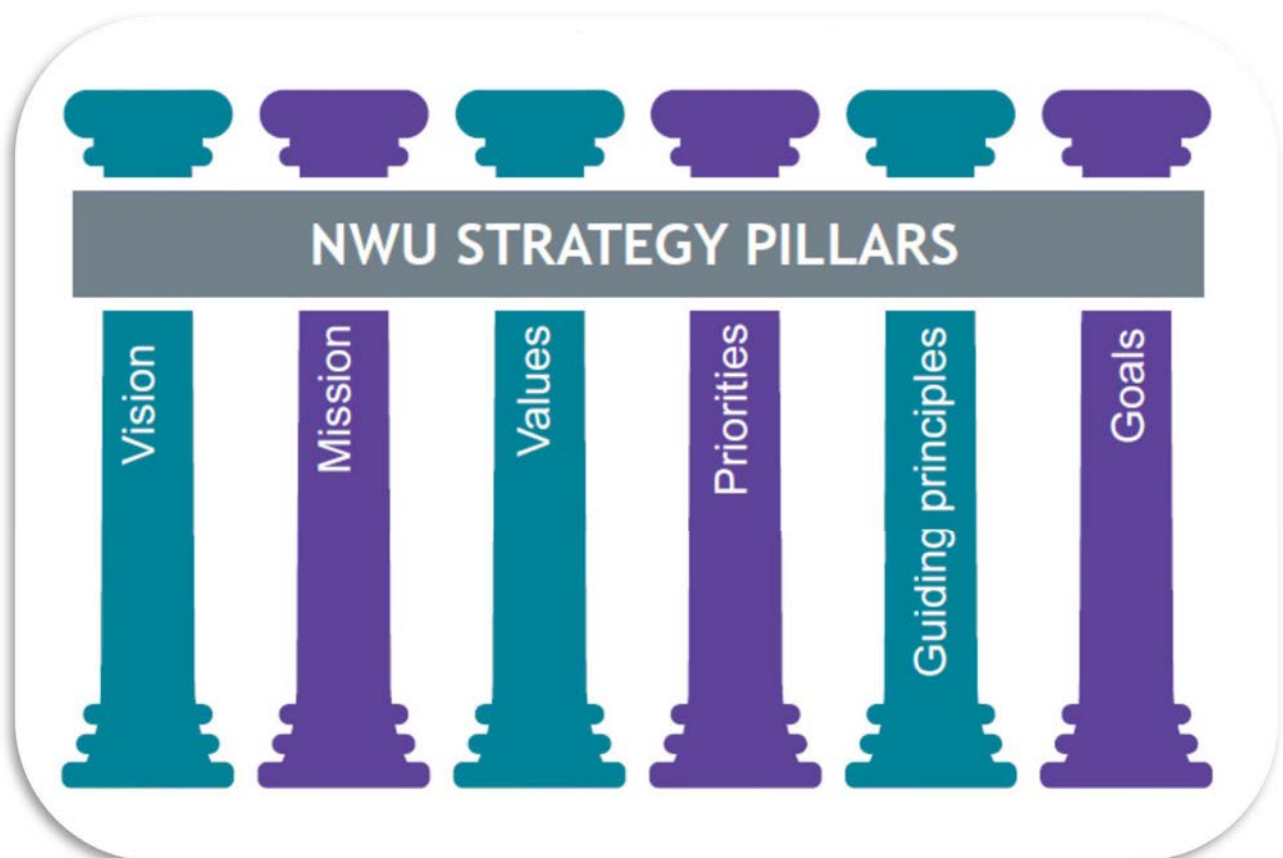 NWU STRATEGY PILLARS
Vision
Mission
Values
Priorities
Guiding principles
Goals